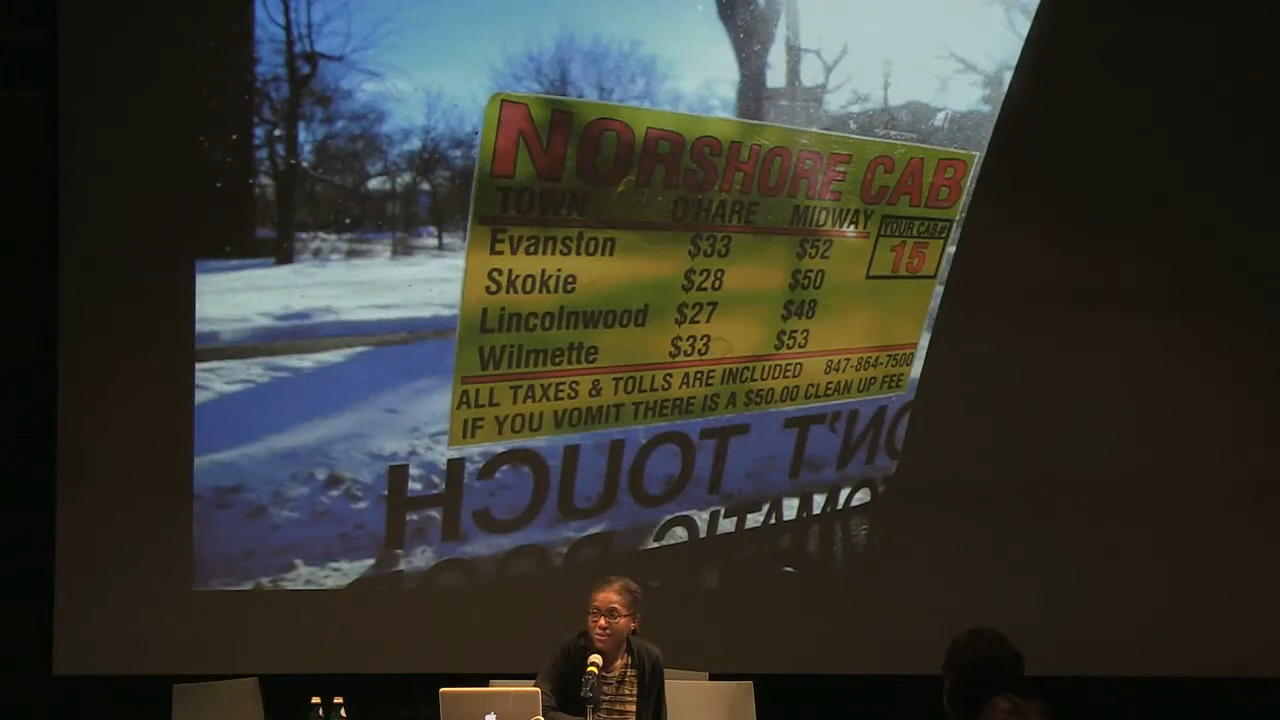 NORSHORE CAB
TOWN O'HARE MIDWAY
YOUR CAB#
15
Evanston $33 $52
Skokie $28 $50
Lincolnwood $27 $48
Wilmette $33 $53
ALL TAXES & TOLLS ARE INCLUDED 847-864-7500
IF YOU VOMIT THERE IS A $50.00 CLEAN UP FEE
ON'T TOUCH